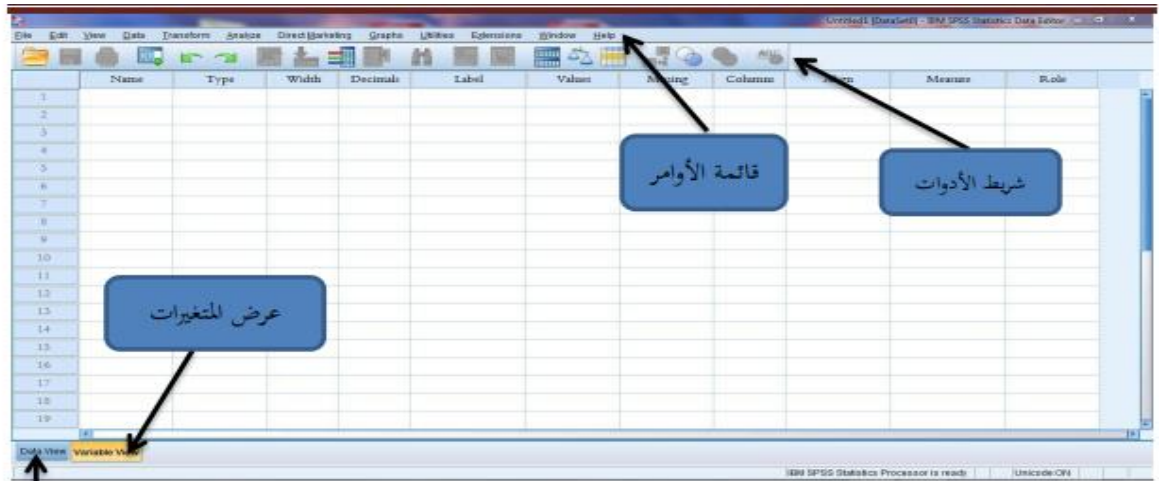 Untitled1 [DataSet0] - IBM SPSS Statistics Data Editor
File Edit View Data Transform Analyze Direct Marketing Graphs Utilities Extensions Window Help
Name Type Width Decimals Label Values Missing Columns Align Measure Role
1
2
3
4
5
6
7
8
9
10
11
12
13
14
15
16
17
18
19
قائمة الأوامر
شريط الأدوات
عرض المتغيرات
Data View Variable View
IBM SPSS Statistics Processor is ready Unicode:ON